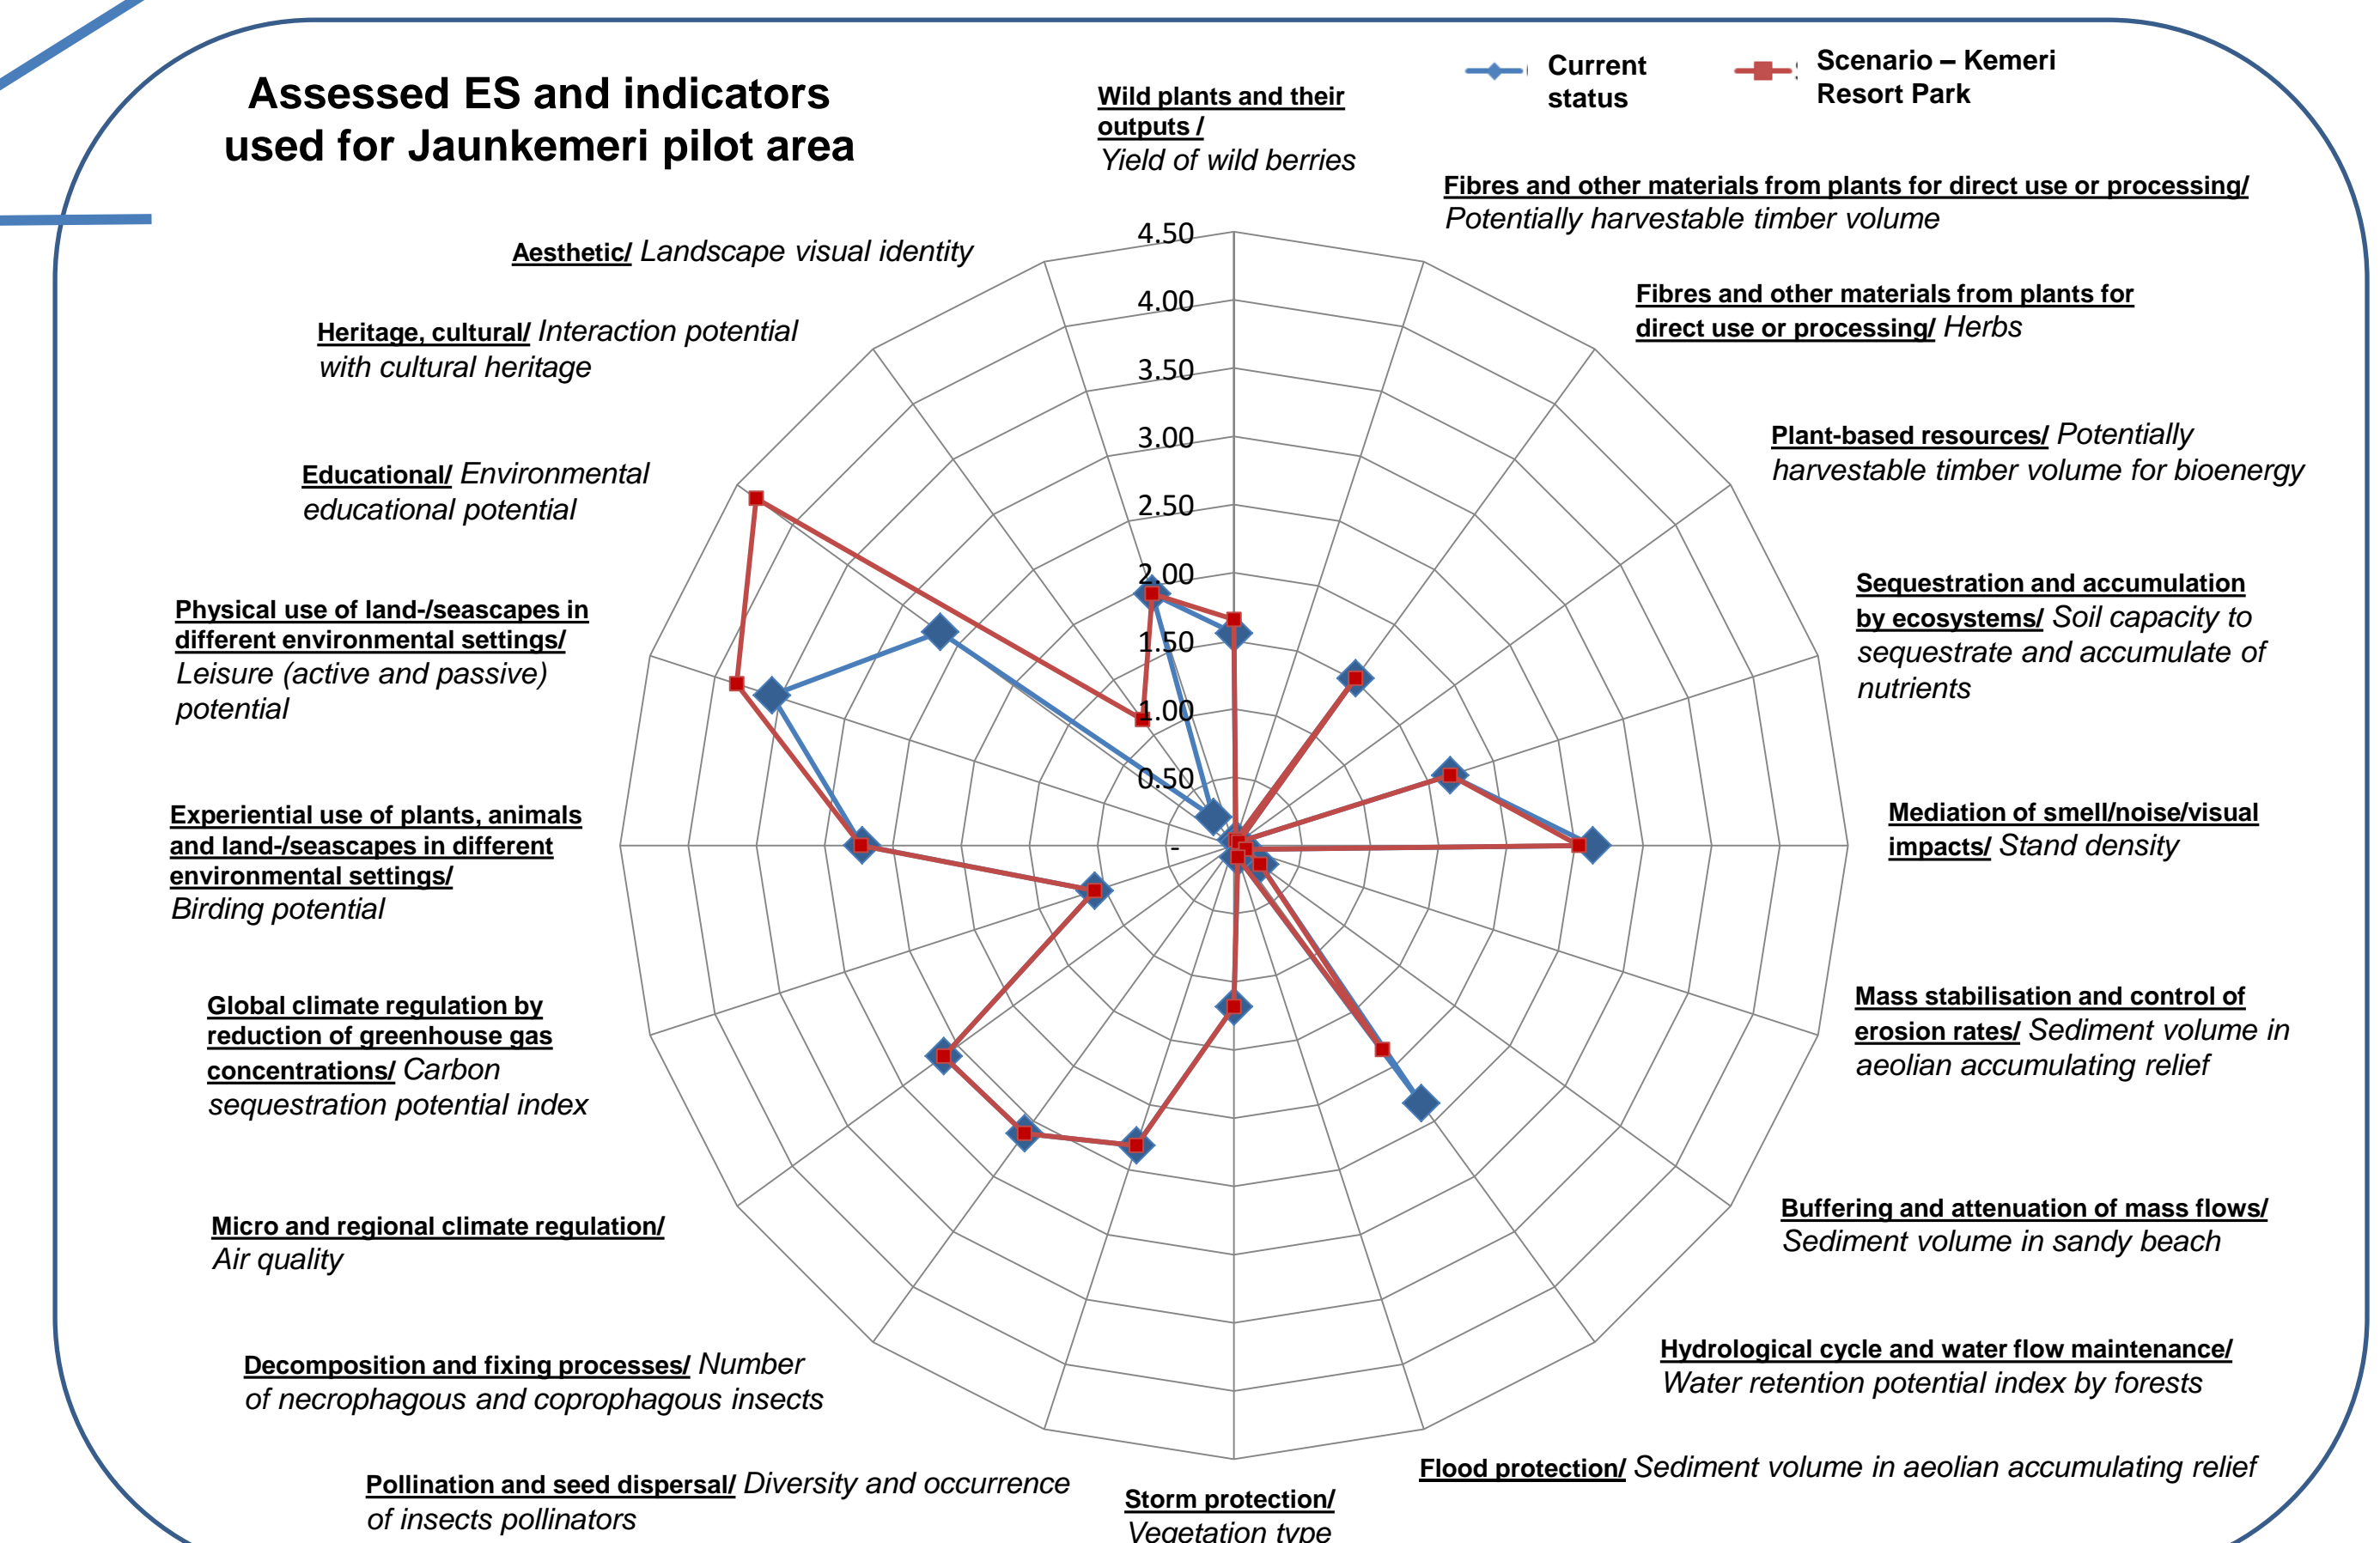 Assessed ES and indicators
used for Jaunkemeri pilot area
Current
status
Scenario – Kemeri
Resort Park
Wild plants and their
outputs /
Yield of wild berries
Fibres and other materials from plants for direct use or processing/
Potentially harvestable timber volume
Fibres and other materials from plants for
direct use or processing/ Herbs
Plant-based resources/ Potentially
harvestable timber volume for bioenergy
Sequestration and accumulation
by ecosystems/ Soil capacity to
sequestrate and accumulate of
nutrients
Mediation of smell/noise/visual
impacts/ Stand density
Mass stabilisation and control of
erosion rates/ Sediment volume in
aeolian accumulating relief
Buffering and attenuation of mass flows/
Sediment volume in sandy beach
Hydrological cycle and water flow maintenance/
Water retention potential index by forests
Flood protection/ Sediment volume in aeolian accumulating relief
Storm protection/
Vegetation type
Pollination and seed dispersal/ Diversity and occurrence
of insects pollinators
Decomposition and fixing processes/ Number
of necrophagous and coprophagous insects
Micro and regional climate regulation/
Air quality
Global climate regulation by
reduction of greenhouse gas
concentrations/ Carbon
sequestration potential index
Experiential use of plants, animals
and land-/seascapes in different
environmental settings/
Birding potential
Physical use of land-/seascapes in
different environmental settings/
Leisure (active and passive)
potential
Educational/ Environmental
educational potential
Heritage, cultural/ Interaction potential
with cultural heritage
Aesthetic/ Landscape visual identity
4.50
4.00
3.50
3.00
2.50
2.00
1.50
1.00
0.50
-